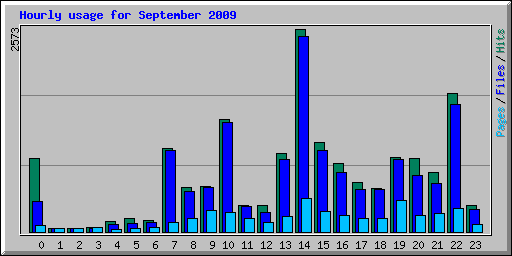 Hourly usage for September 2009
2573
Pages / Files / Hits
0 1 2 3 4 5 6 7 8 9 10 11 12 13 14 15 16 17 18 19 20 21 22 23